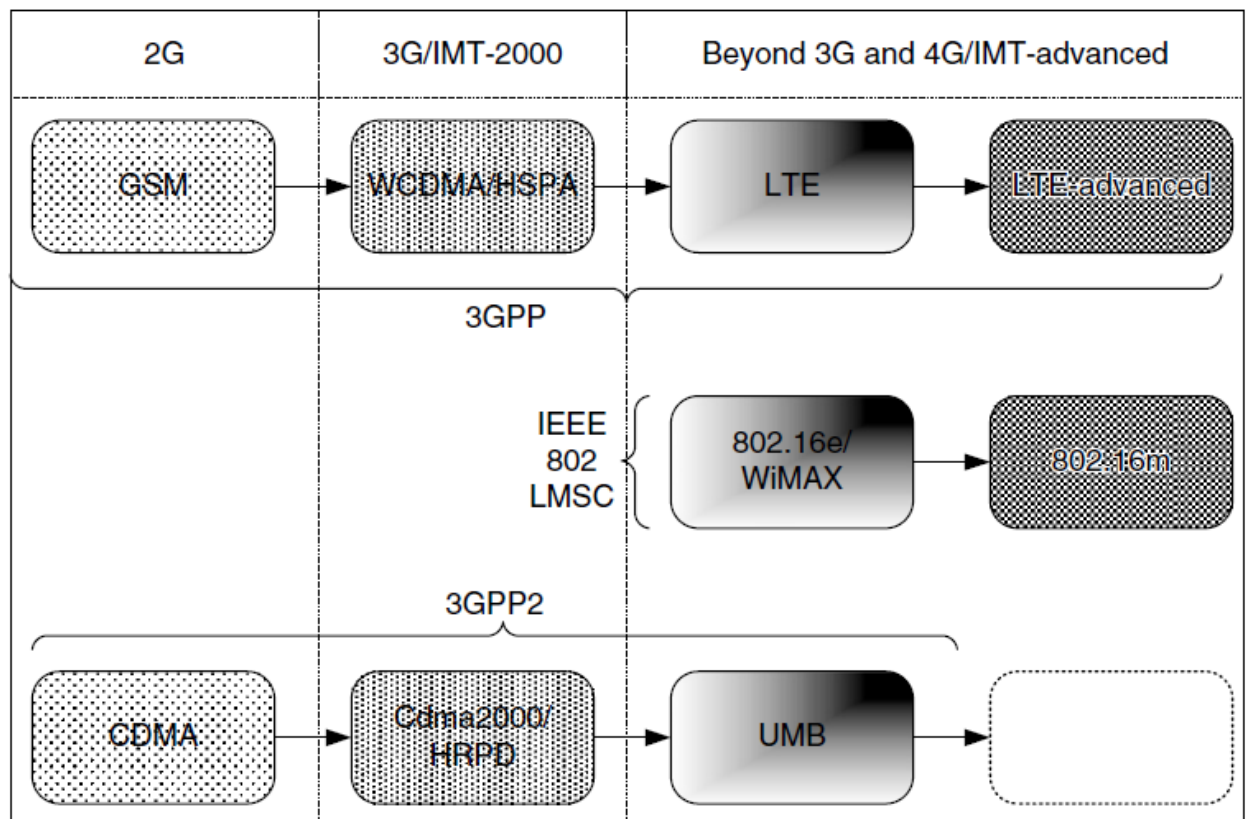 2G
3G/IMT-2000
Beyond 3G and 4G/IMT-advanced
GSM
WCDMA/HSPA
LTE
LTE-advanced
3GPP
IEEE
802
LMSC
802.16e/
WiMAX
802.16m
3GPP2
CDMA
Cdma2000/
HRPD
UMB